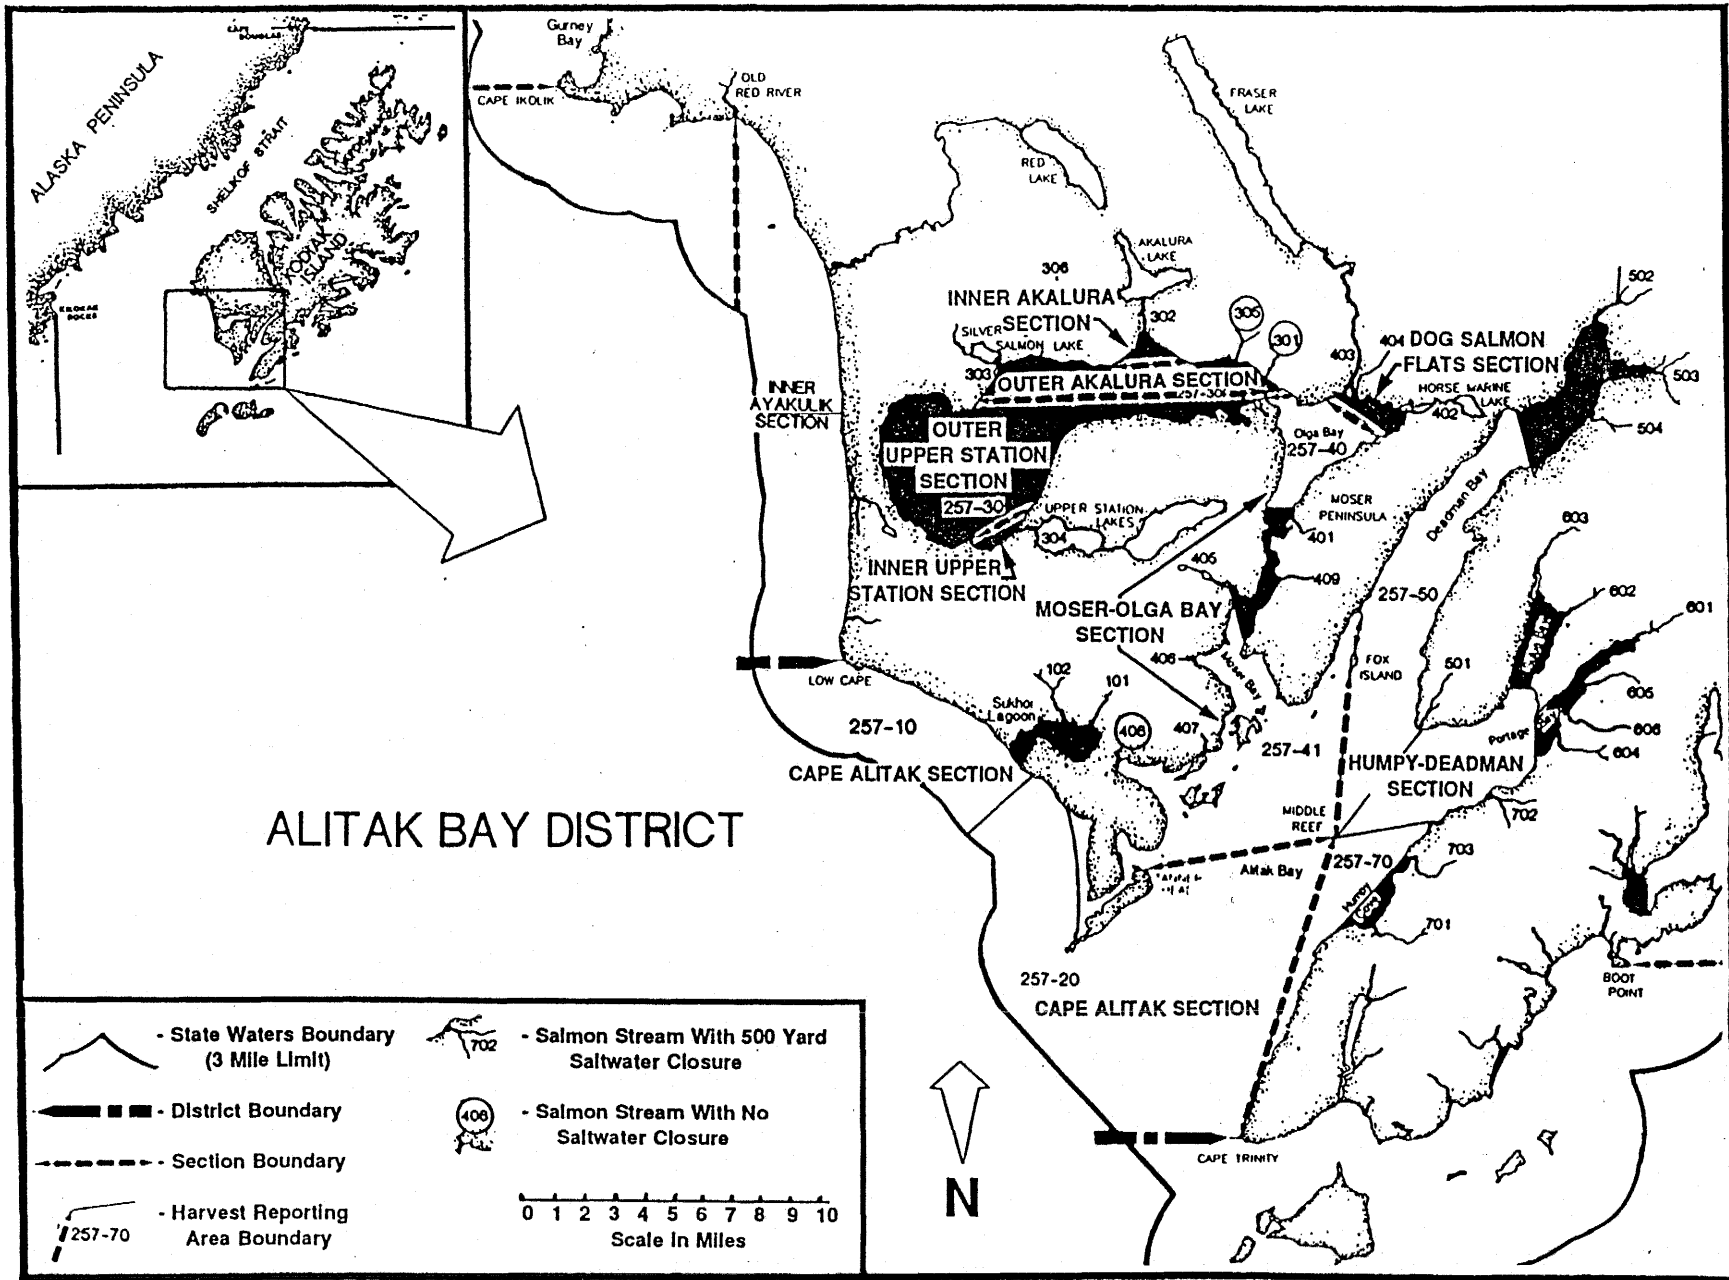 CAPE
DOUGLAS
ALASKA PENINSULA
SHELIKOF STRAIT
KODIAK
ISLAND
KILOKAK
ROCKS
Gurney
Bay
CAPE IKOLIK
OLD
RED RIVER
FRASER
LAKE
RED
LAKE
AKALURA
LAKE
306
INNER AKALURA
SECTION
302
305
301
SILVER
SALMON LAKE
303
OUTER AKALURA SECTION
403
404
DOG SALMON
FLATS SECTION
HORSE MARINE
LAKE
402
502
503
504
INNER
AYAKULIK
SECTION
OUTER
UPPER STATION
SECTION
257-30
Olga Bay
257-40
UPPER STATION
LAKES
304
MOSER
PENINSULA
Deadman Bay
401
405
409
INNER UPPER
STATION SECTION
MOSER-OLGA BAY
SECTION
257-50
603
602
601
406
Moser Bay
FOX
ISLAND
501
605
606
604
Portage
LOW CAPE
102
101
Sukhoi
Lagoon
408
407
257-10
257-41
CAPE ALITAK SECTION
HUMPY-DEADMAN
SECTION
MIDDLE
REEF
702
ALITAK BAY DISTRICT
Alitak Bay
257-70
703
Humpy
Cove
701
257-20
CAPE ALITAK SECTION
BOOT
POINT
CAPE TRINITY
N
- State Waters Boundary
(3 Mile Limit)
- District Boundary
- Section Boundary
257-70
- Harvest Reporting
Area Boundary
702
- Salmon Stream With 500 Yard
Saltwater Closure
408
- Salmon Stream With No
Saltwater Closure
0 1 2 3 4 5 6 7 8 9 10
Scale In Miles